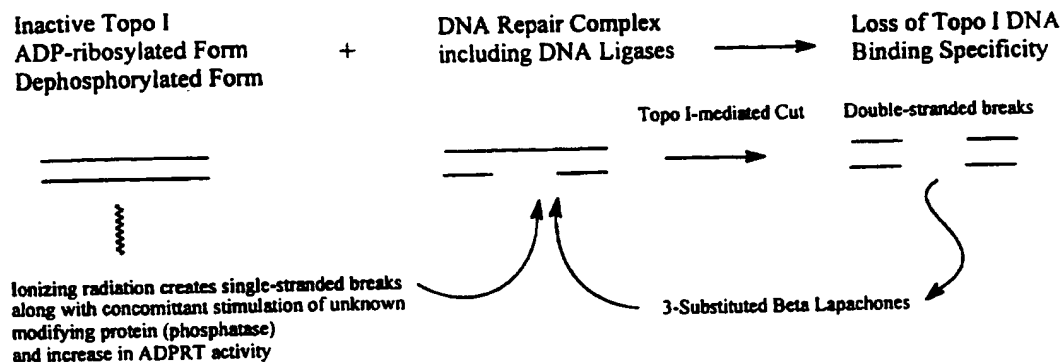 Inactive Topo I
ADP-ribosylated Form
Dephosphorylated Form
+
DNA Repair Complex
including DNA Ligases
Loss of Topo I DNA
Binding Specificity
Topo I-mediated Cut
Double-stranded breaks
Ionizing radiation creates single-stranded breaks
along with concomittant stimulation of unknown
modifying protein (phosphatase)
and increase in ADPRT activity
3-Substituted Beta Lapachones